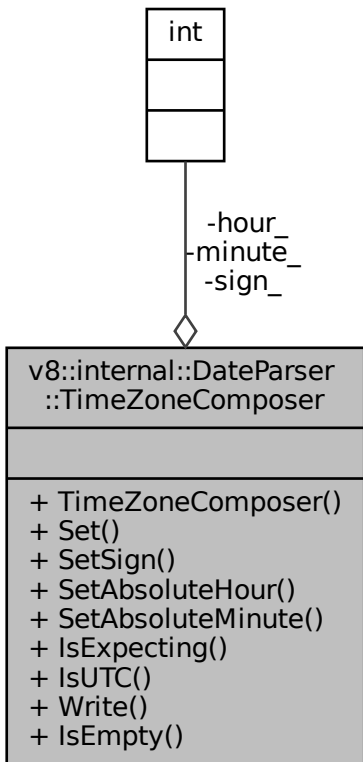 int
-hour_
-minute_
-sign_
v8::internal::DateParser
::TimeZoneComposer
+ TimeZoneComposer()
+ Set()
+ SetSign()
+ SetAbsoluteHour()
+ SetAbsoluteMinute()
+ IsExpecting()
+ IsUTC()
+ Write()
+ IsEmpty()